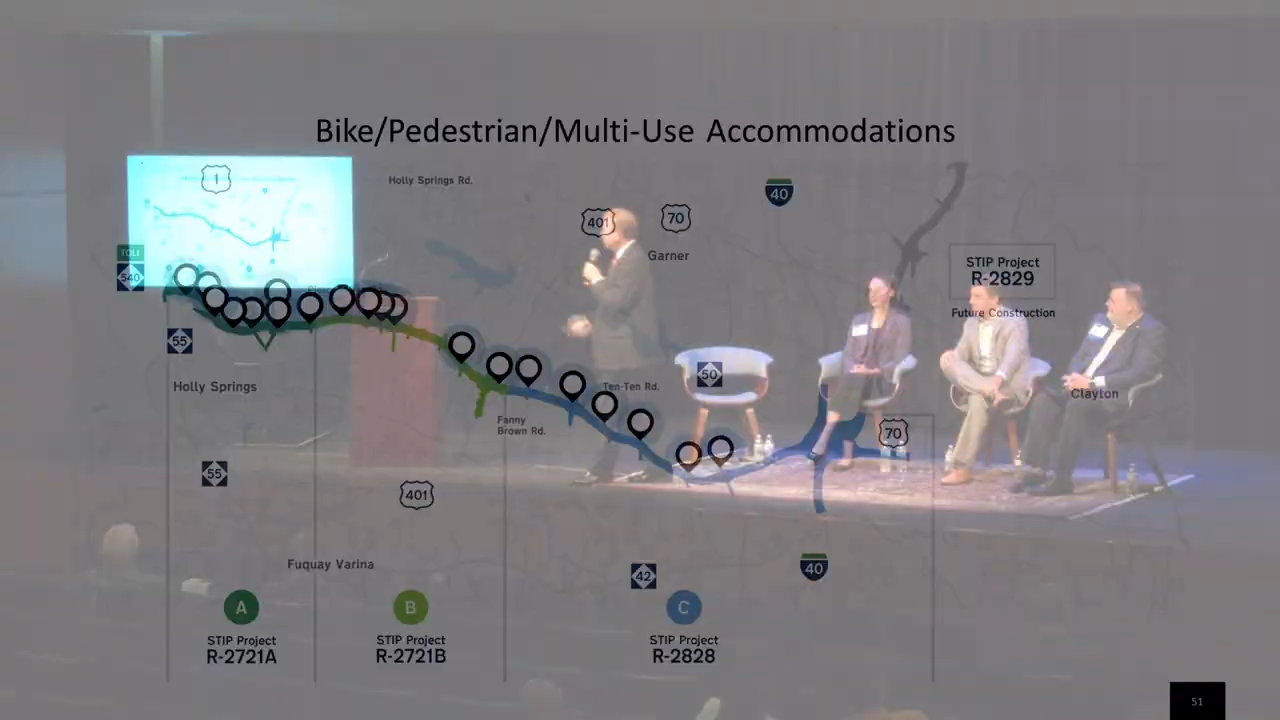 Bike/Pedestrian/Multi-Use Accommodations
1
Holly Springs Rd.
401
70
40
Garner
TOLL
540
STIP Project
R-2829
Future Construction
55
Holly Springs
Ten-Ten Rd.
50
Clayton
Fanny
Brown Rd.
70
55
401
Fuquay Varina
42
40
A
STIP Project
R-2721A
B
STIP Project
R-2721B
C
STIP Project
R-2828
51